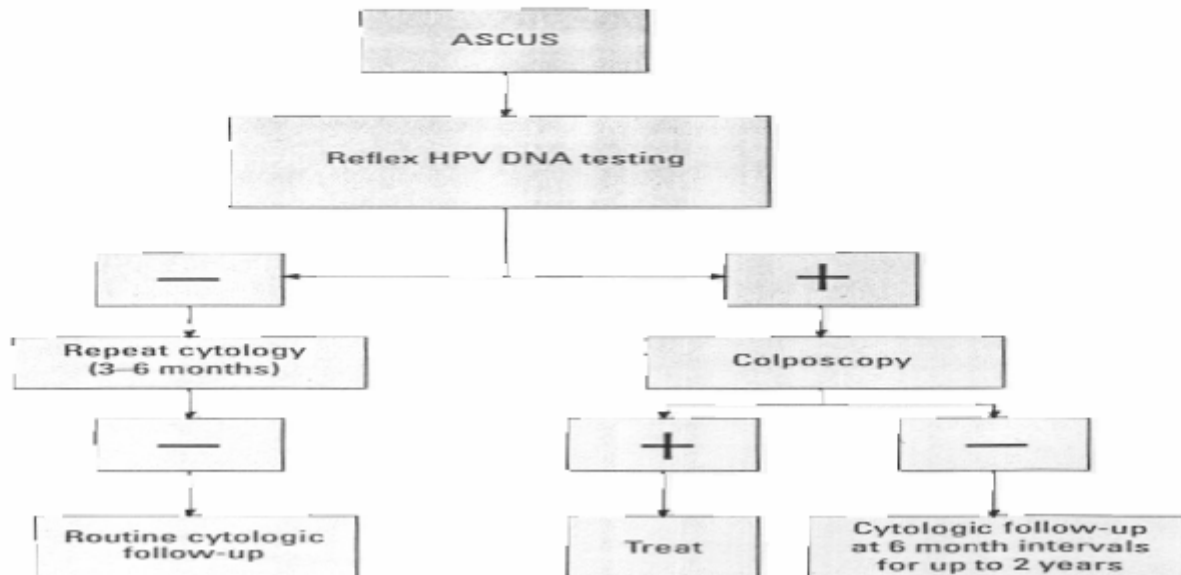 ASCUS
Reflex HPV DNA testing
—
+
Repeat cytology
(3–6 months)
Colposcopy
—
+
—
Routine cytologic
follow-up
Treat
Cytologic follow-up
at 6 month intervals
for up to 2 years